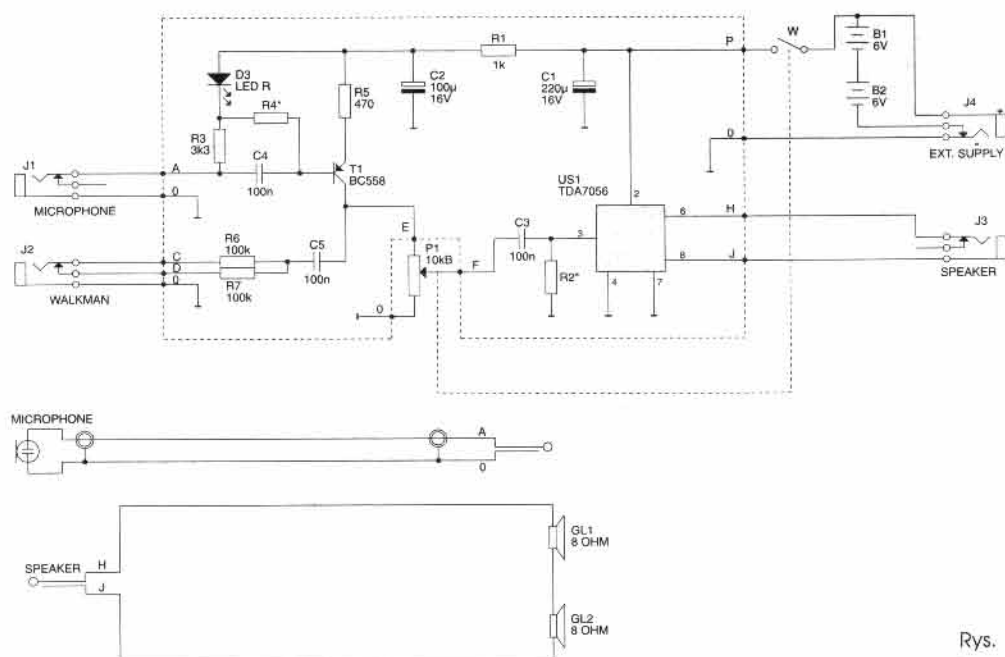 P
W
R1
1k
B1
6V
D3
LED R
C2
100µ
16V
C1
220µ
16V
R5
470
B2
6V
R4*
J4
R3
3k3
D
EXT. SUPPLY
C4
100n
T1
BC558
J1
A
0
MICROPHONE
US1
TDA7056
2
6
H
J3
E
C3
100n
3
P1
10kB
F
8
J
SPEAKER
R6
100k
C5
100n
J2
C
D
0
R7
100k
WALKMAN
R2*
4
7
0
MICROPHONE
A
0
GL1
8 OHM
SPEAKER
H
J
GL2
8 OHM
Rys.